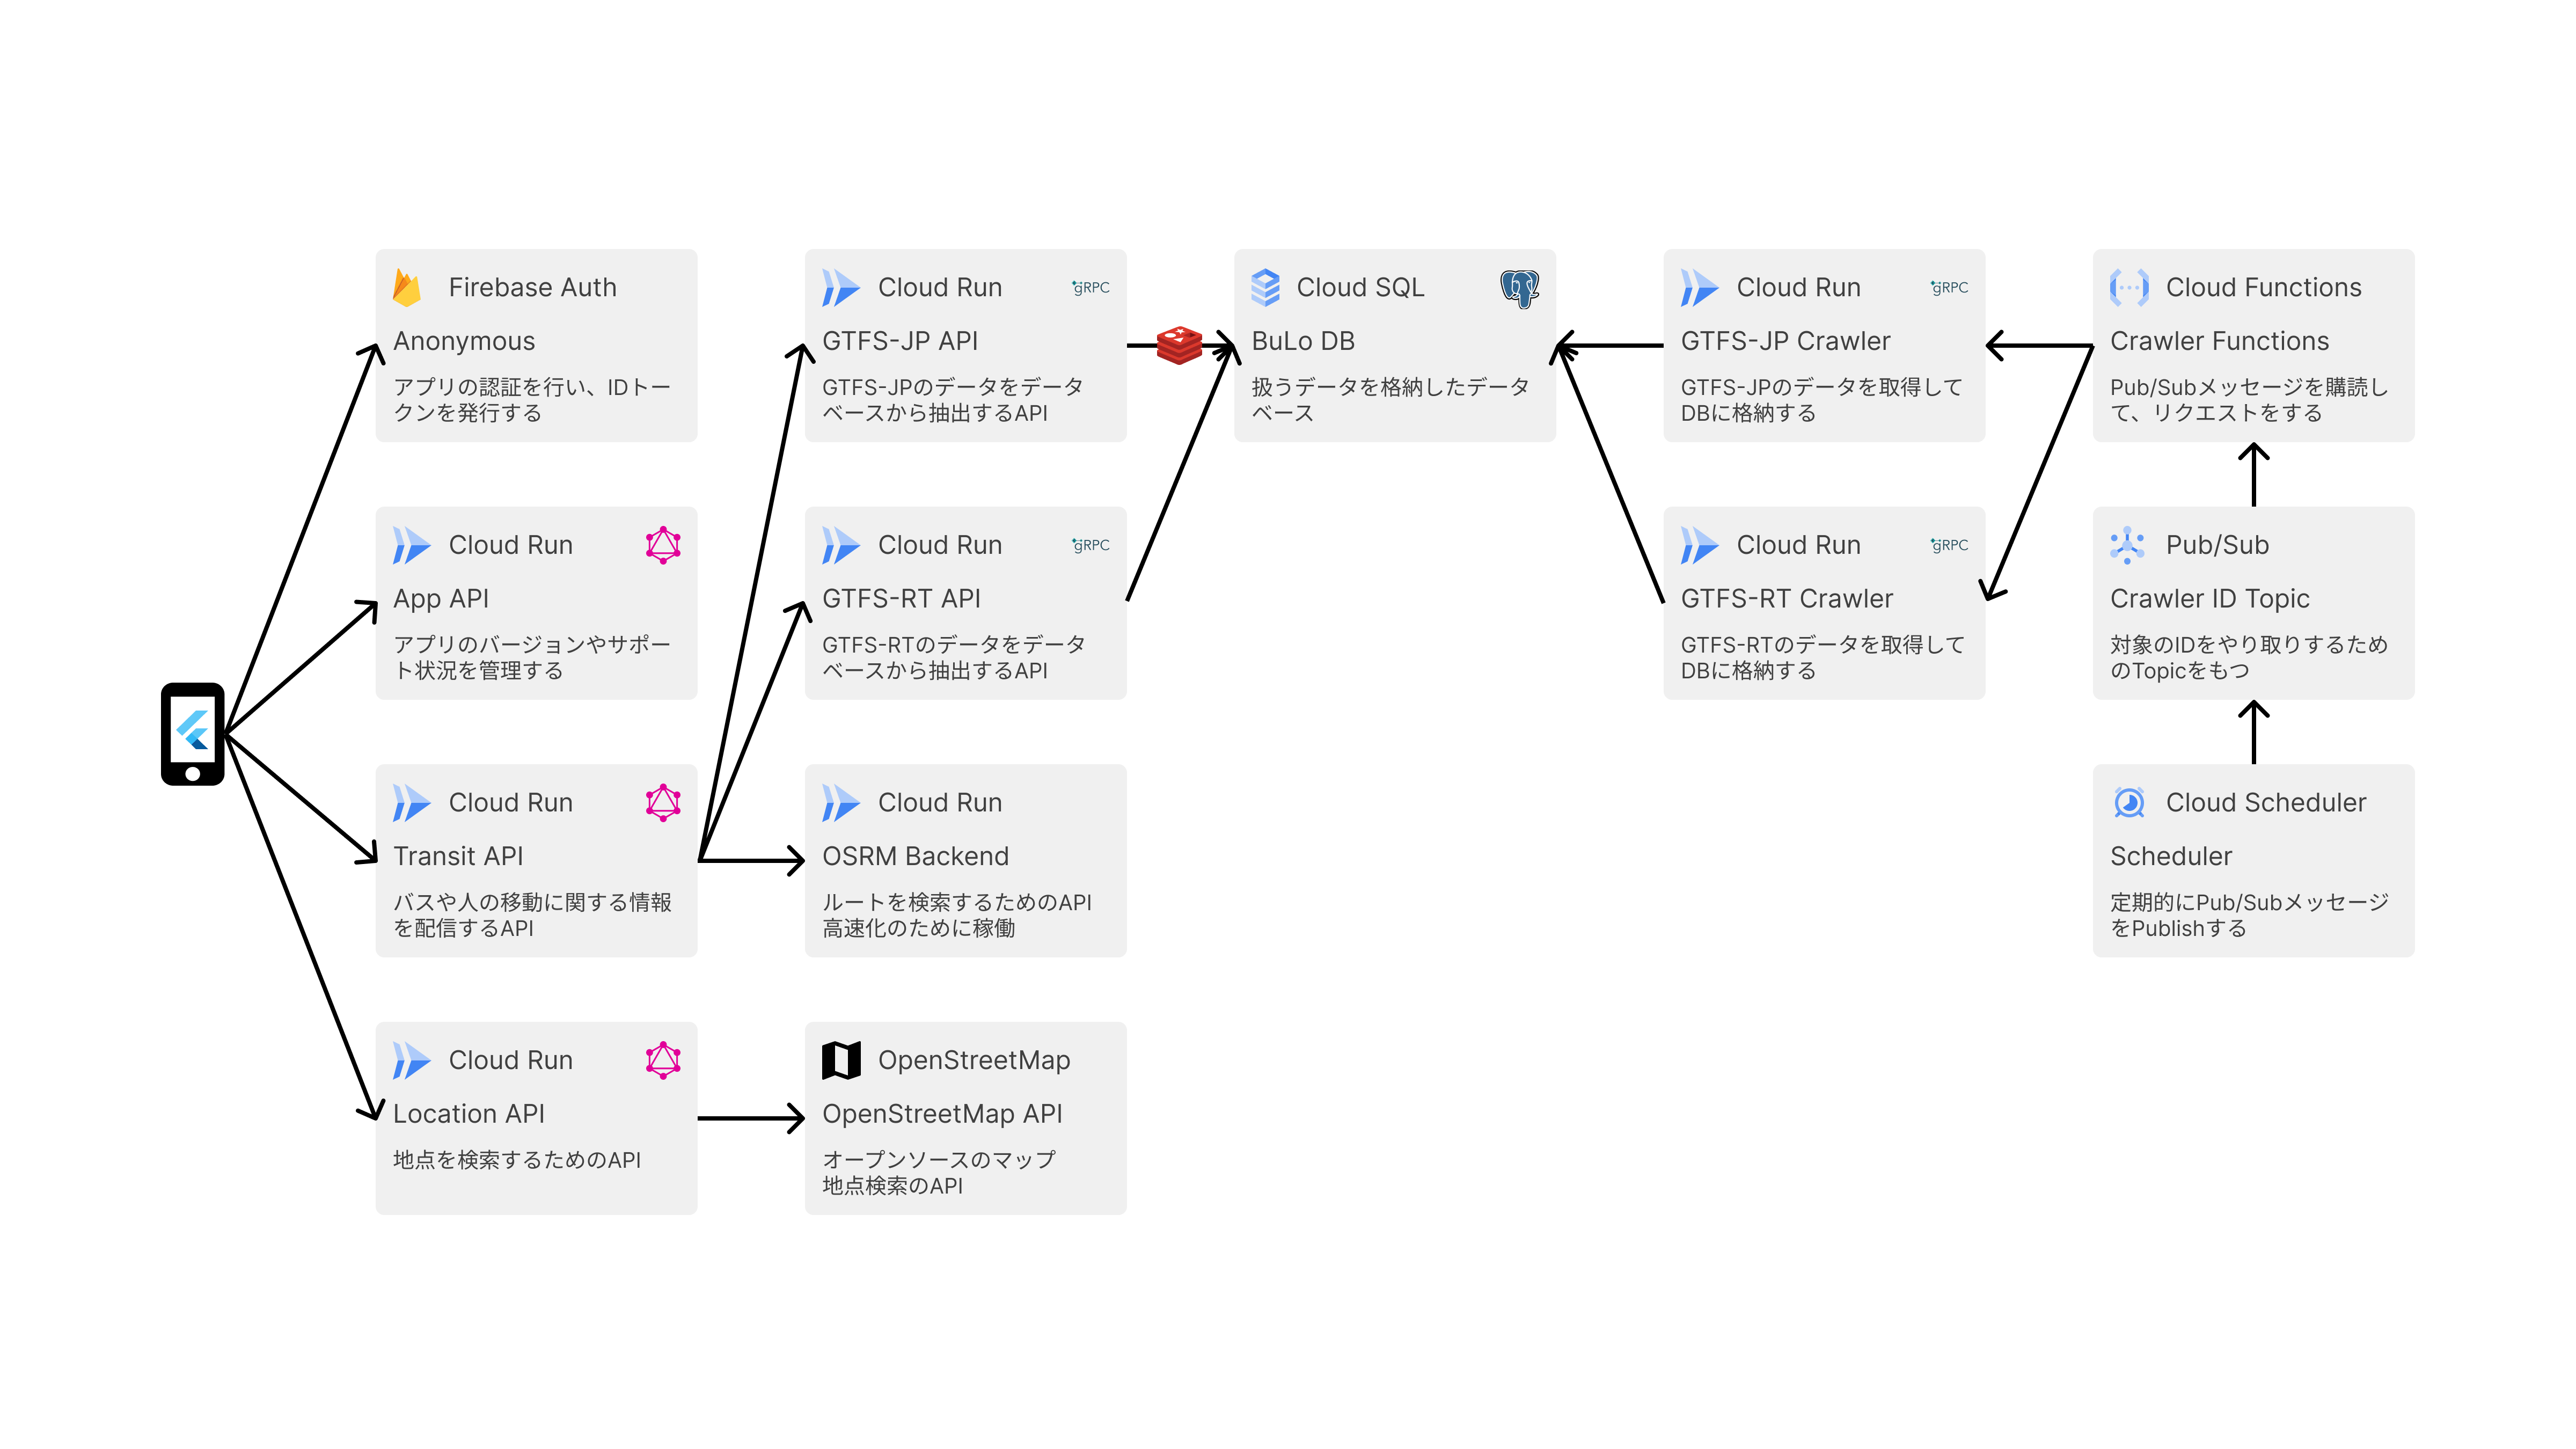 Firebase Auth
Anonymous
アプリの認証を行い、IDトー
クンを発行する
Cloud Run
App API
アプリのバージョンやサポー
ト状況を管理する
Cloud Run
Transit API
バスや人の移動に関する情報
を配信するAPI
Cloud Run
Location API
地点を検索するためのAPI
Cloud Run
gRPC
GTFS-JP API
GTFS-JPのデータをデータ
ベースから抽出するAPI
Cloud Run
gRPC
GTFS-RT API
GTFS-RTのデータをデータ
ベースから抽出するAPI
Cloud Run
OSRM Backend
ルートを検索するためのAPI
高速化のために稼働
OpenStreetMap
OpenStreetMap API
オープンソースのマップ
地点検索のAPI
Cloud SQL
BuLo DB
扱うデータを格納したデータ
ベース
Cloud Run
gRPC
GTFS-JP Crawler
GTFS-JPのデータを取得して
DBに格納する
Cloud Run
gRPC
GTFS-RT Crawler
GTFS-RTのデータを取得して
DBに格納する
Cloud Functions
Crawler Functions
Pub/Subメッセージを購読し
て、リクエストをする
Pub/Sub
Crawler ID Topic
対象のIDをやり取りするため
のTopicをもつ
Cloud Scheduler
Scheduler
定期的にPub/Subメッセージ
をPublishする